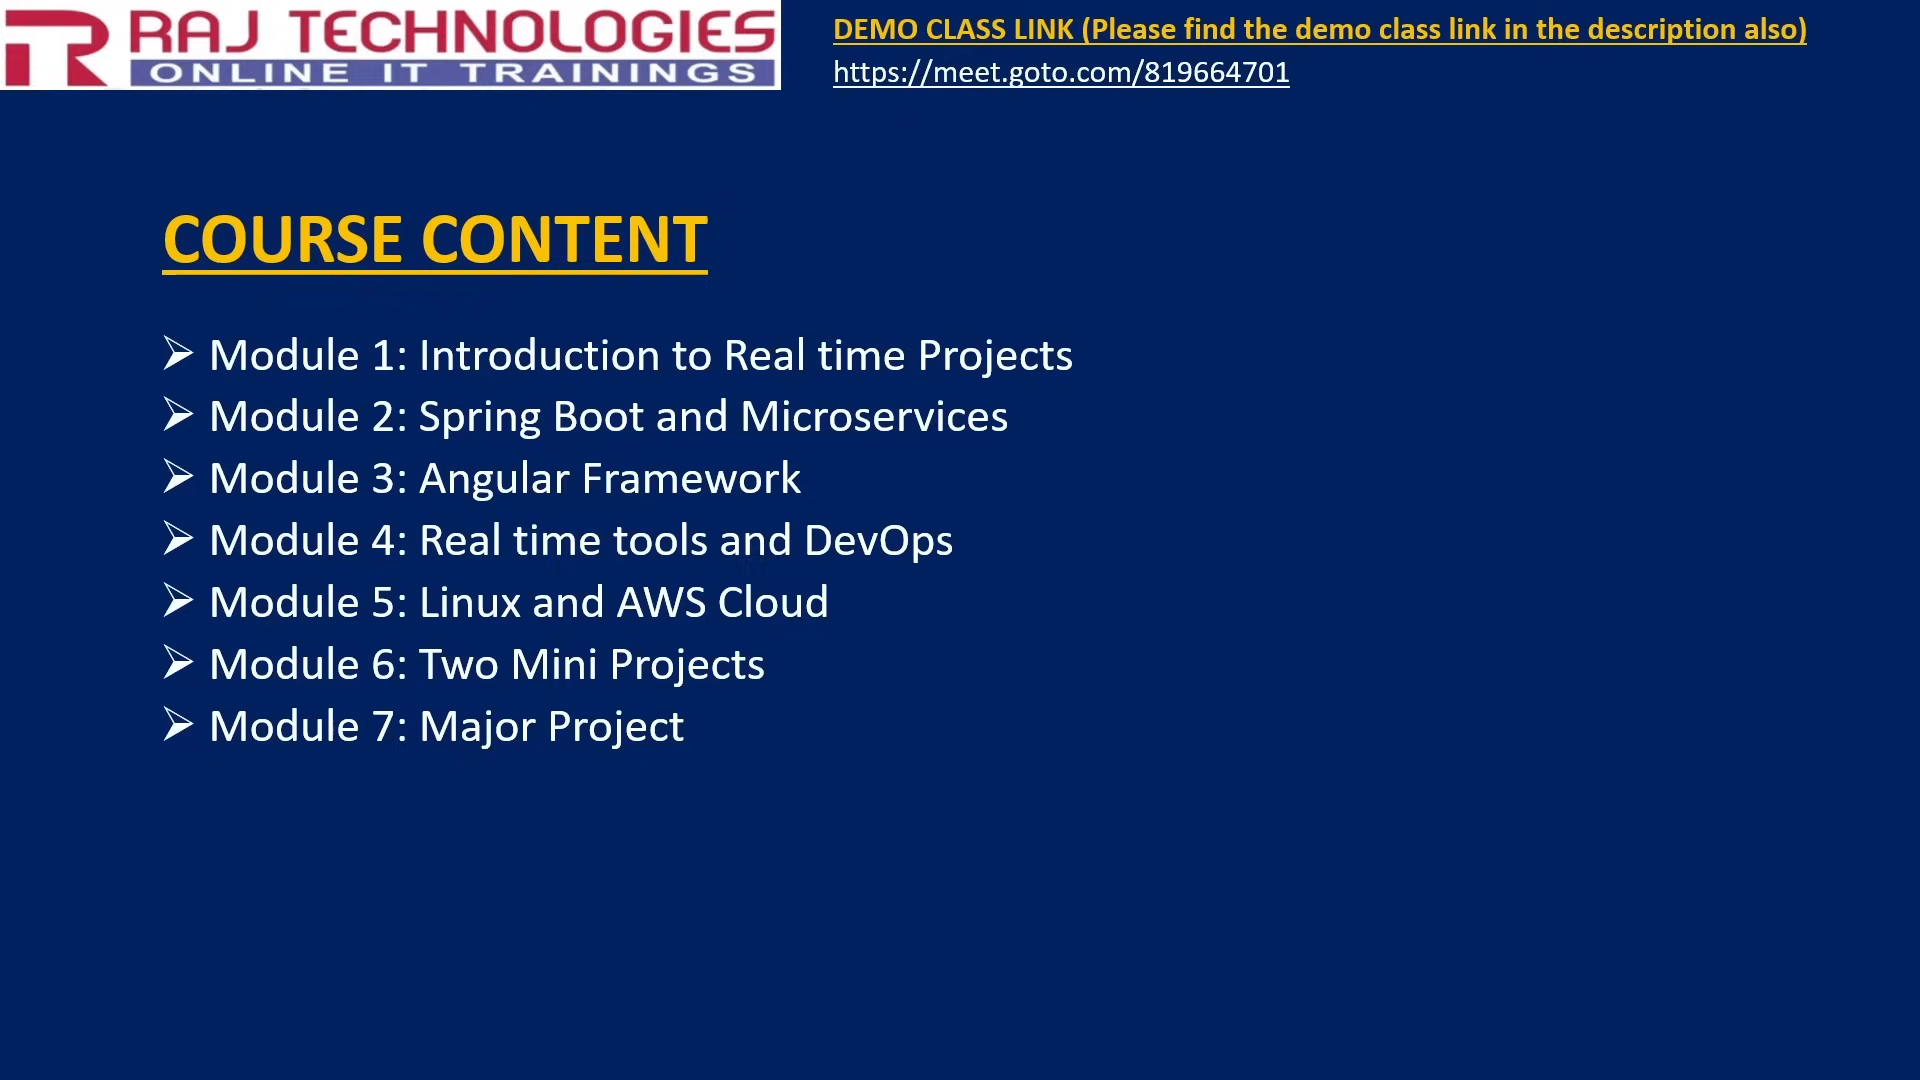 RAJ TECHNOLOGIES
ONLINE IT TRAININGS
DEMO CLASS LINK (Please find the demo class link in the description also)
https://meet.goto.com/819664701
COURSE CONTENT
➢ Module 1: Introduction to Real time Projects
➢ Module 2: Spring Boot and Microservices
➢ Module 3: Angular Framework
➢ Module 4: Real time tools and DevOps
➢ Module 5: Linux and AWS Cloud
➢ Module 6: Two Mini Projects
➢ Module 7: Major Project